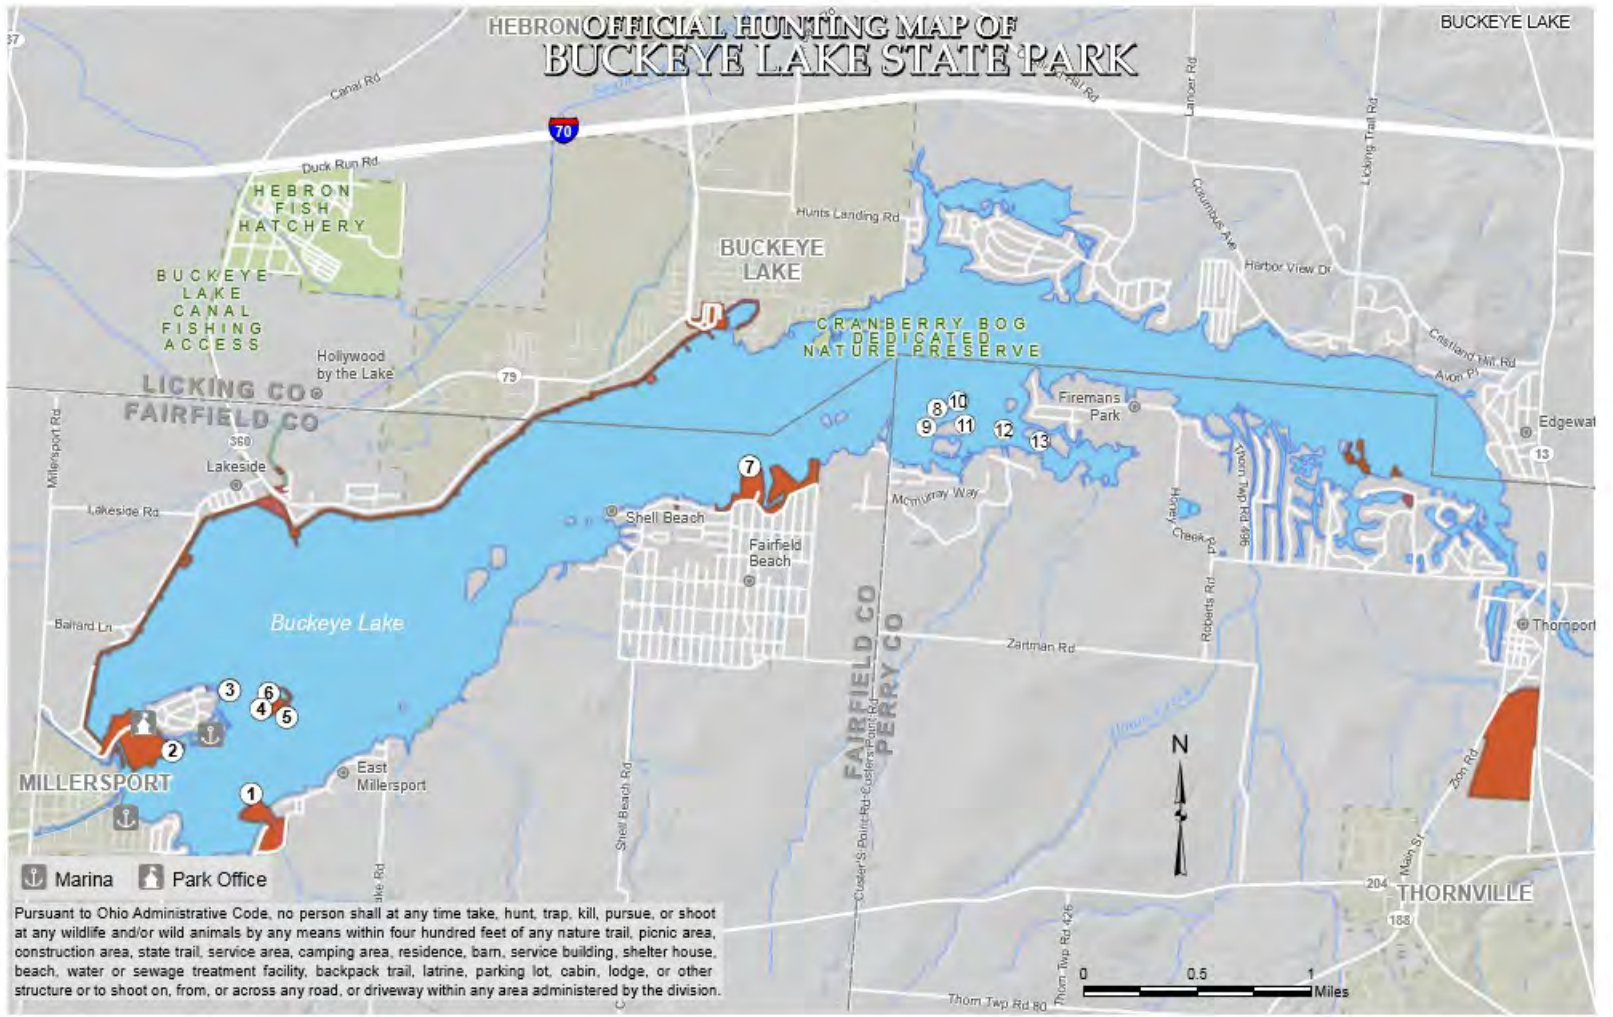 HEBRON
OFFICIAL HUNTING MAP OF
BUCKEYE LAKE STATE PARK
BUCKEYE LAKE
37
Canal Rd
Hill Rd
Lancer Rd
Licking Trail Rd
70
Duck Run Rd
HEBRON
FISH
HATCHERY
Hunts Landing Rd
Columbus Ave
BUCKEYE
LAKE
Harbor View Dr
BUCKEYE
LAKE
CANAL
FISHING
ACCESS
CRANBERRY BOG
DEDICATED
NATURE PRESERVE
Cristland Hill Rd
Avon Pl
Hollywood
by the Lake
79
LICKING CO
FAIRFIELD CO
Millersport Rd
360
Lakeside
Lakeside Rd
8
10
9
11
12
13
Firemans
Park
Edgewat
13
7
Mcmurray Way
Honey Creek Rd
Thorn Twp Rd 496
Shell Beach
Fairfield
Beach
Roberts Rd
Buckeye Lake
Ballard Ln
FAIRFIELD CO
PERRY CO
Zartman Rd
Thornport
3
6
4
5
2
MILLERSPORT
1
East
Millersport
N
Zion Rd
Shell Beach Rd
Custer's Point Rd
Custers Point Rd
Main St
204
THORNVILLE
188
Marina
Park Office
ake Rd
Pursuant to Ohio Administrative Code, no person shall at any time take, hunt, trap, kill, pursue, or shoot
at any wildlife and/or wild animals by any means within four hundred feet of any nature trail, picnic area,
construction area, state trail, service area, camping area, residence, barn, service building, shelter house,
beach, water or sewage treatment facility, backpack trail, latrine, parking lot, cabin, lodge, or other
structure or to shoot on, from, or across any road, or driveway within any area administered by the division.
Thorn Twp Rd 426
Thorn Twp Rd 80
0 0.5 1
Miles